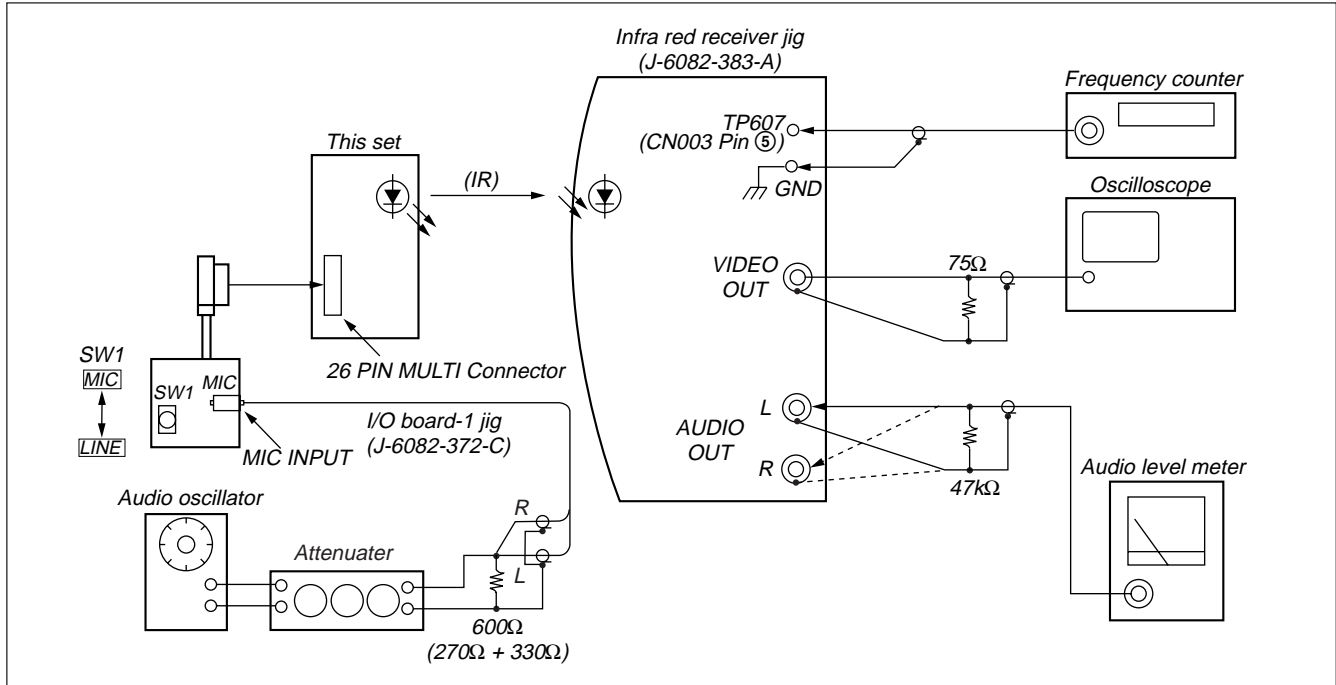 Infra red receiver jig
(J-6082-383-A)
Frequency counter
TP607
(CN003 Pin ⑤)
This set
(IR)
GND
Oscilloscope
VIDEO
OUT
75Ω
26 PIN MULTI Connector
SW1
MIC
LINE
SW1
MIC
I/O board-1 jig
(J-6082-372-C)
MIC INPUT
L
AUDIO
OUT
R
47kΩ
Audio level meter
Audio oscillator
Attenuater
R
L
600Ω
(270Ω + 330Ω)